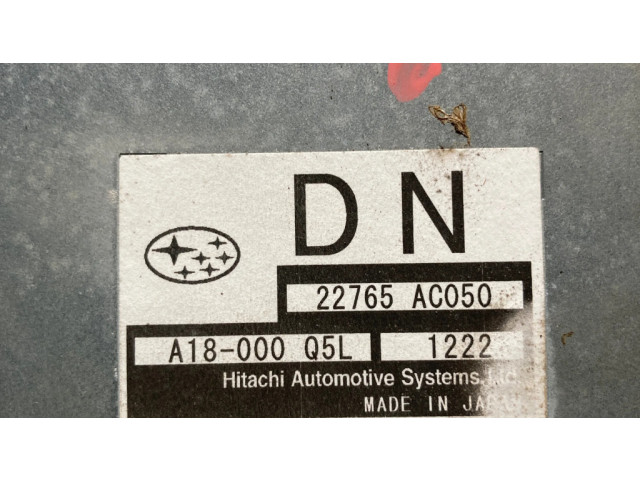 DN
22765 AC050
A18-000 Q5L 1222
Hitachi Automotive Systems,
MADE IN